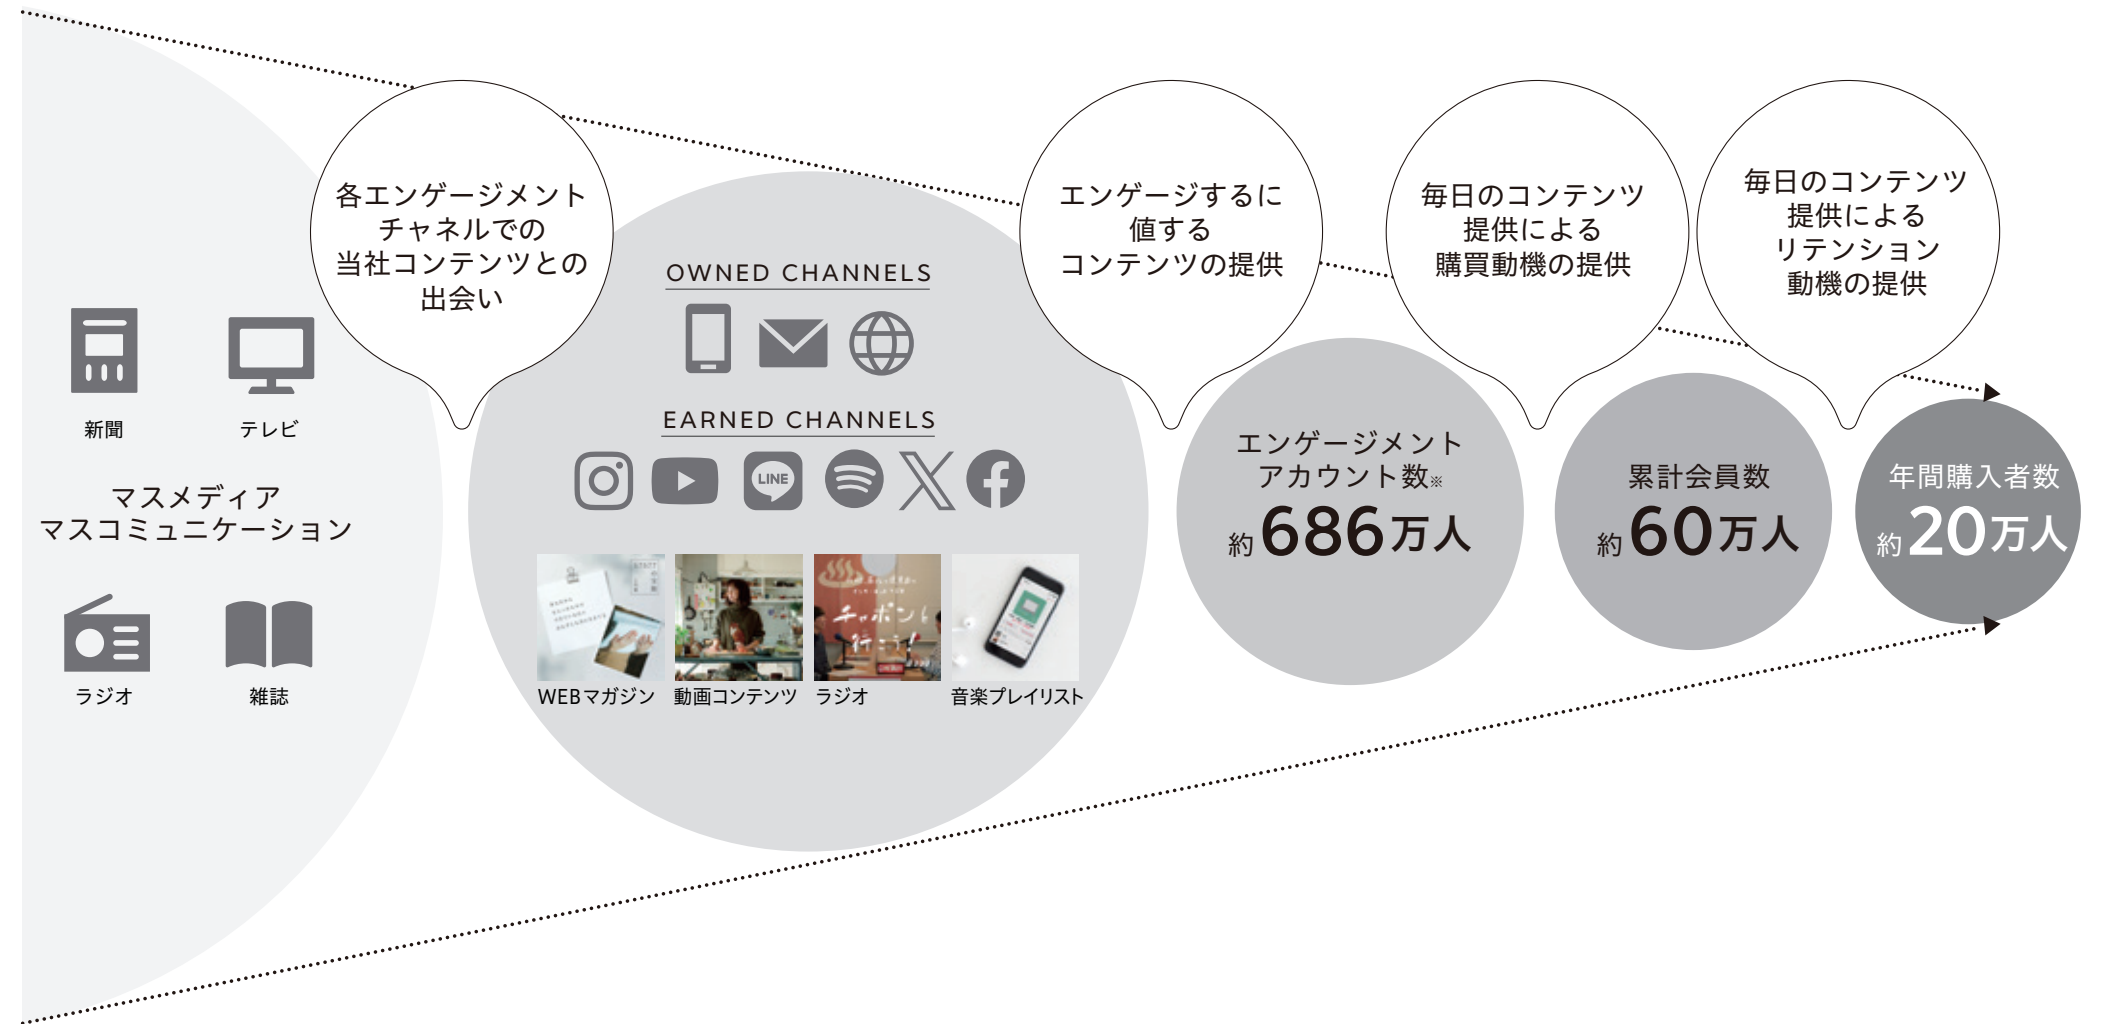 新聞
テレビ
マスメディア
マスコミュニケーション
ラジオ
雑誌
各エンゲージメント
チャネルでの
当社コンテンツとの
出会い
OWNED CHANNELS
EARNED CHANNELS
LINE
チャポンと
行こう!
WEBマガジン
動画コンテンツ
ラジオ
音楽プレイリスト
エンゲージするに
値する
コンテンツの提供
エンゲージメント
アカウント数※
約686万人
毎日のコンテンツ
提供による
購買動機の提供
累計会員数
約60万人
毎日のコンテンツ
提供による
リテンション
動機の提供
年間購入者数
約20万人